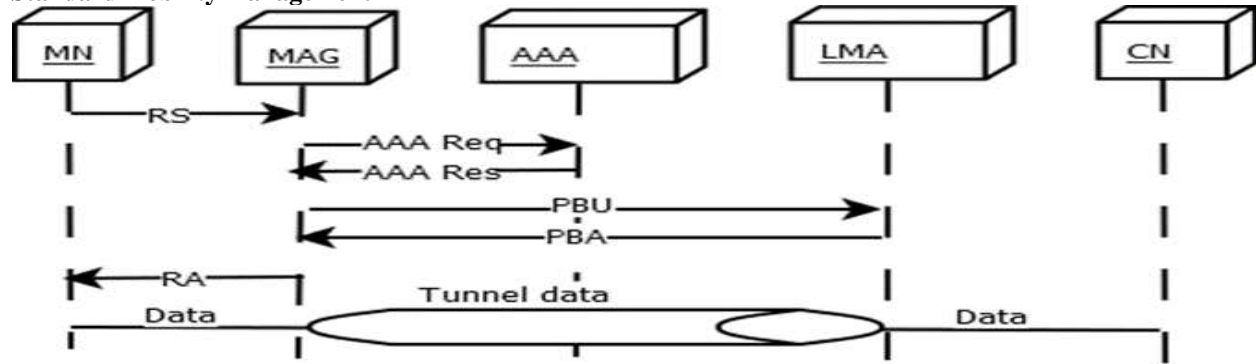 MN
MAG
AAA
LMA
CN
RS
AAA Req
AAA Res
PBU
PBA
RA
Tunnel data
Data
Data